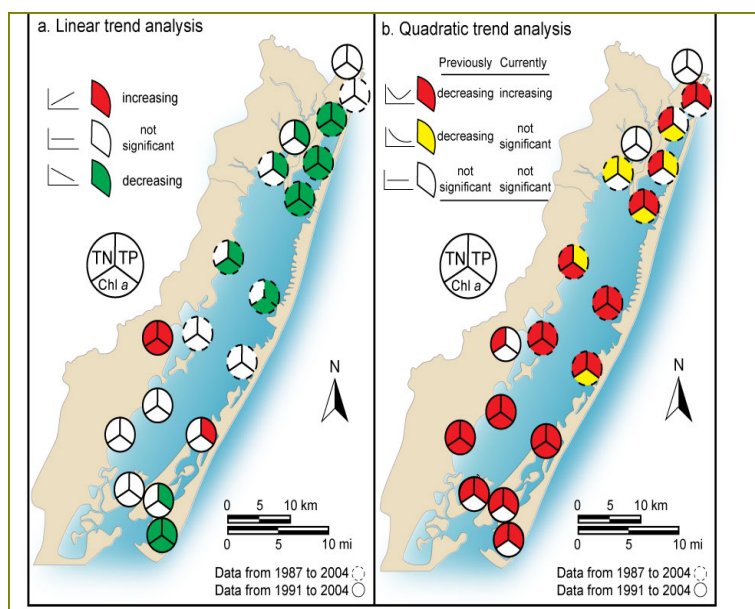 a. Linear trend analysis
increasing
not
significant
decreasing
TN TP
Chl a
N
0 5 10 km
0 5 10 mi
Data from 1987 to 2004
Data from 1991 to 2004
b. Quadratic trend analysis
Previously Currently
decreasing increasing
decreasing not
significant
not not
significant significant
TN TP
Chl a
N
0 5 10 km
0 5 10 mi
Data from 1987 to 2004
Data from 1991 to 2004